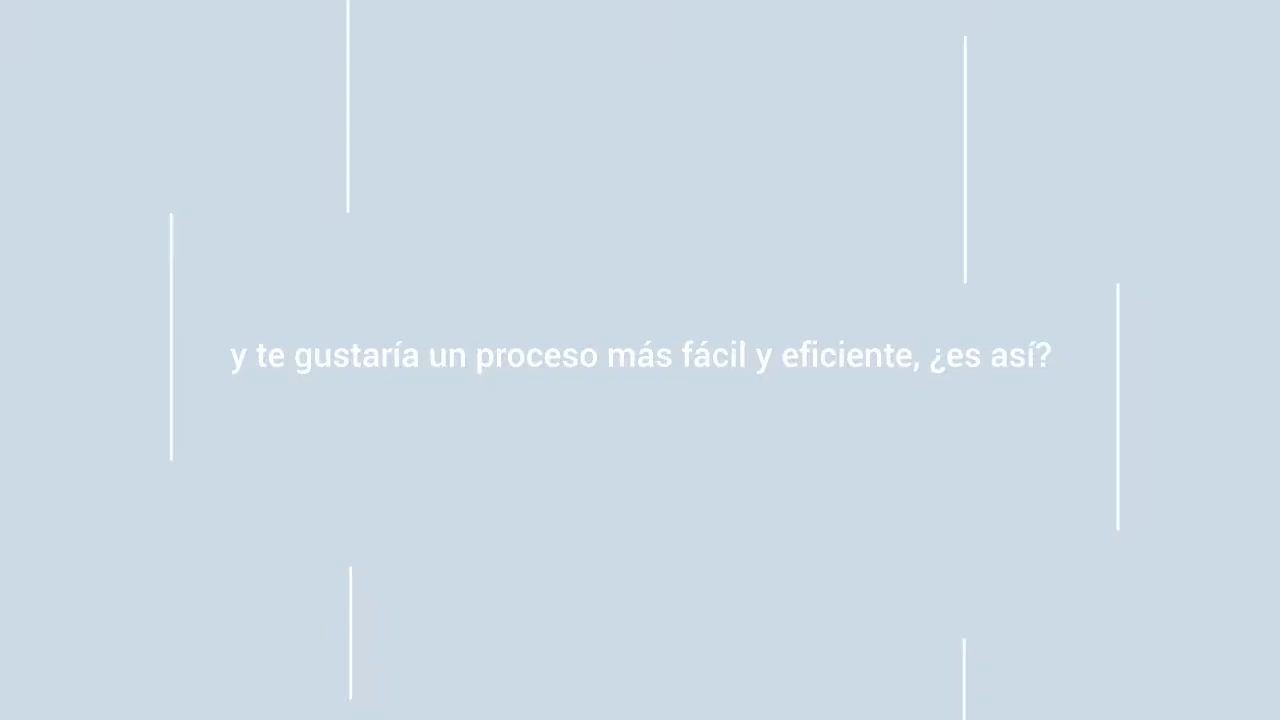 y te gustaría un proceso más fácil y eficiente, ¿es así?